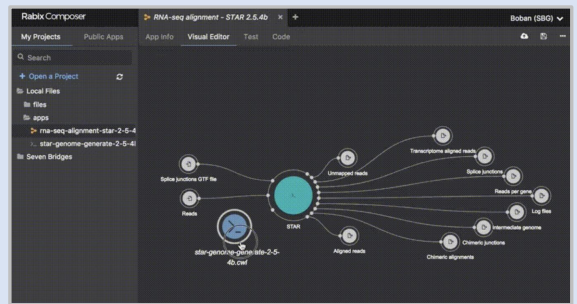 Rabix Composer
RNA-seq alignment - STAR 2.5.4b
Boban (SBG)
My Projects
Public Apps
App Info
Visual Editor
Test
Code
Search
Open a Project
Local Files
files
apps
rna-seq-alignment-star-2-5-4
star-genome-generate-2-5-4
Seven Bridges
Splice junctions GTF file
Reads
STAR
star-genome-generate-2-5-
4b.cwl
Unmapped reads
Aligned reads
Transcriptome aligned reads
Splice junctions
Reads per gene
Log files
Intermediate genome
Chimeric junctions
Chimeric alignments